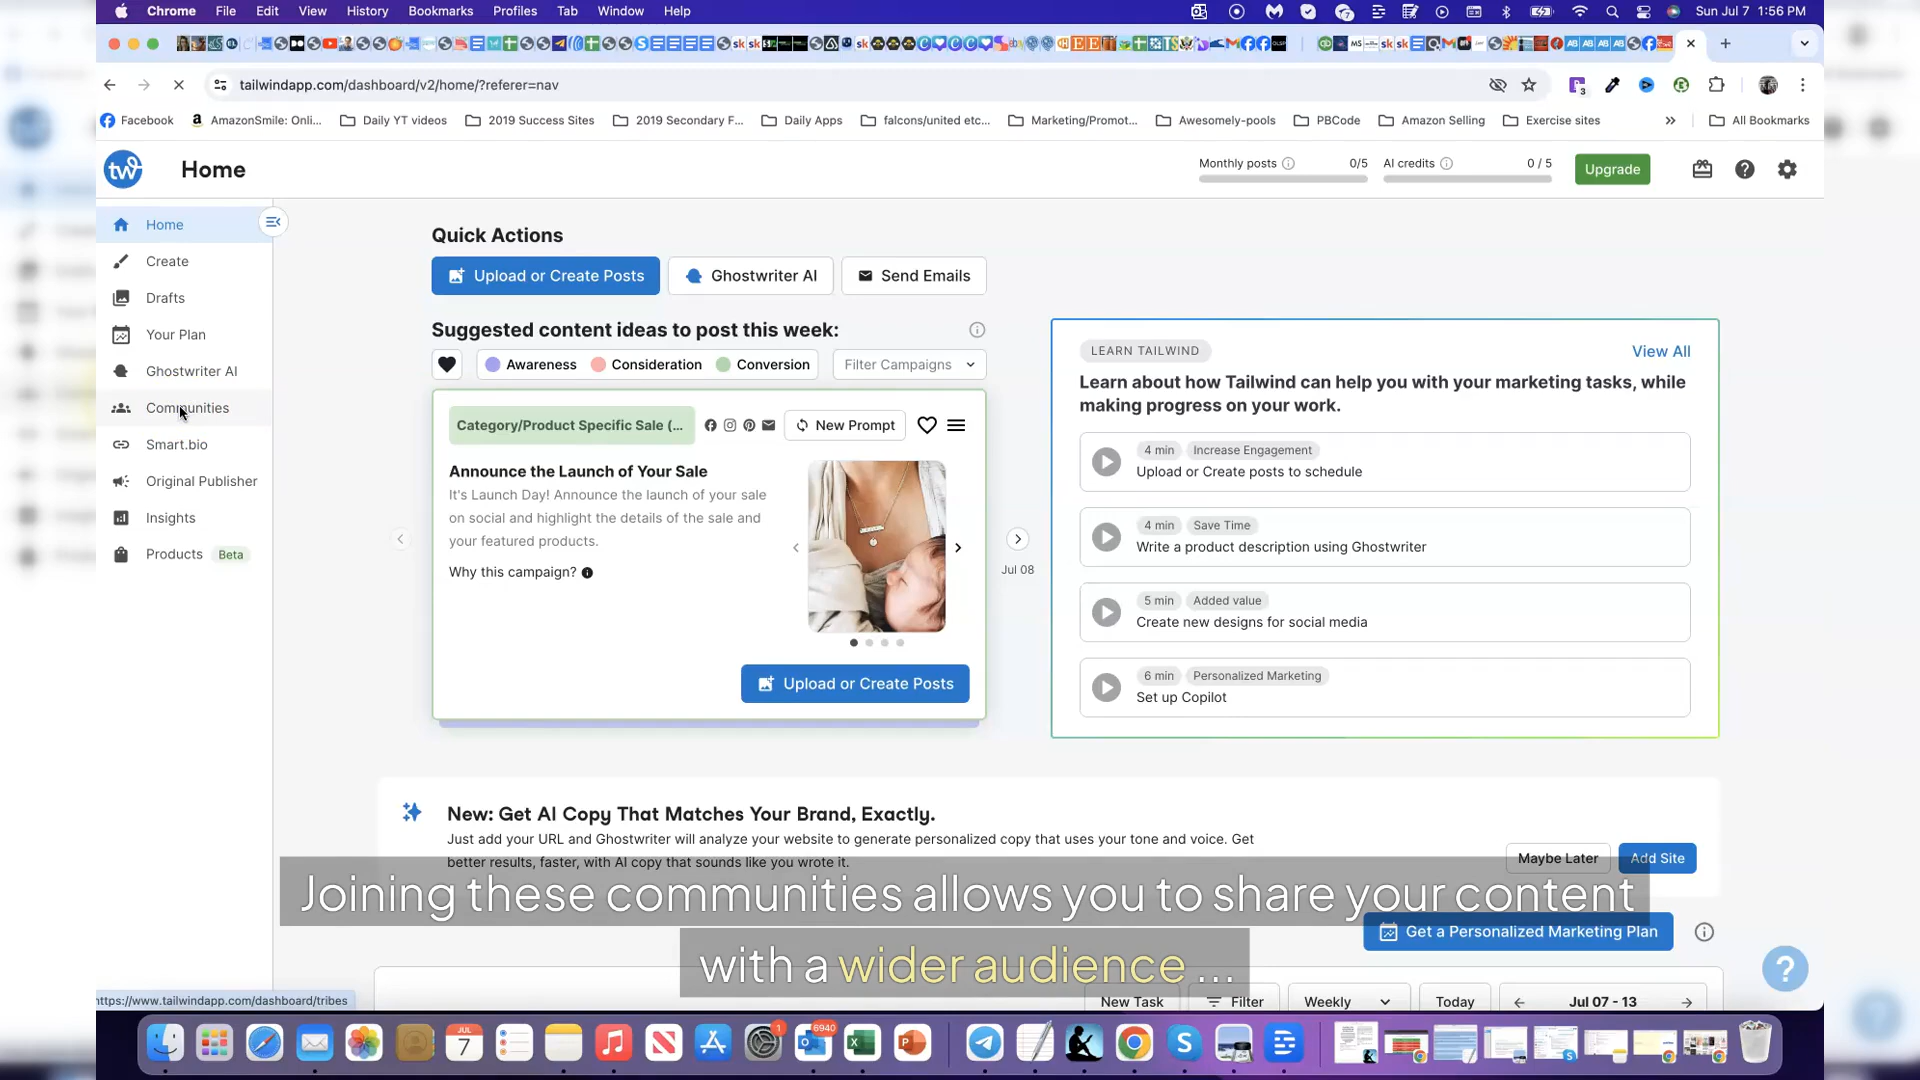 Chrome File Edit View History Bookmarks Profiles Tab Window Help
Sun Jul 7 1:56 PM
tailwindapp.com/dashboard/v2/home/?referer=nav
Facebook
AmazonSmile: Onli...
Daily YT videos
2019 Success Sites
2019 Secondary F...
Daily Apps
falcons/united etc...
Marketing/Promot...
Awesomely-pools
PBCode
Amazon Selling
Exercise sites
All Bookmarks
tw
Home
Monthly posts 0/5
AI credits 0 / 5
Upgrade
Home
Create
Drafts
Your Plan
Ghostwriter AI
Communities
Smart.bio
Original Publisher
Insights
Products Beta
Quick Actions
Upload or Create Posts
Ghostwriter AI
Send Emails
Suggested content ideas to post this week:
Awareness
Consideration
Conversion
Filter Campaigns
Category/Product Specific Sale (...
New Prompt
Announce the Launch of Your Sale
It's Launch Day! Announce the launch of your sale
on social and highlight the details of the sale and
your featured products.
Why this campaign?
Upload or Create Posts
Jul 08
LEARN TAILWIND
View All
Learn about how Tailwind can help you with your marketing tasks, while
making progress on your work.
4 min Increase Engagement
Upload or Create posts to schedule
4 min Save Time
Write a product description using Ghostwriter
5 min Added value
Create new designs for social media
6 min Personalized Marketing
Set up Copilot
New: Get AI Copy That Matches Your Brand, Exactly.
Just add your URL and Ghostwriter will analyze your website to generate personalized copy that uses your tone and voice. Get
better results, faster, with AI copy that sounds like you wrote it.
Maybe Later
Add Site
Joining these communities allows you to share your content
with a wider audience ...
Get a Personalized Marketing Plan
https://www.tailwindapp.com/dashboard/tribes
New Task
Filter
Weekly
Today
Jul 07 - 13
JUL
7
1
6940